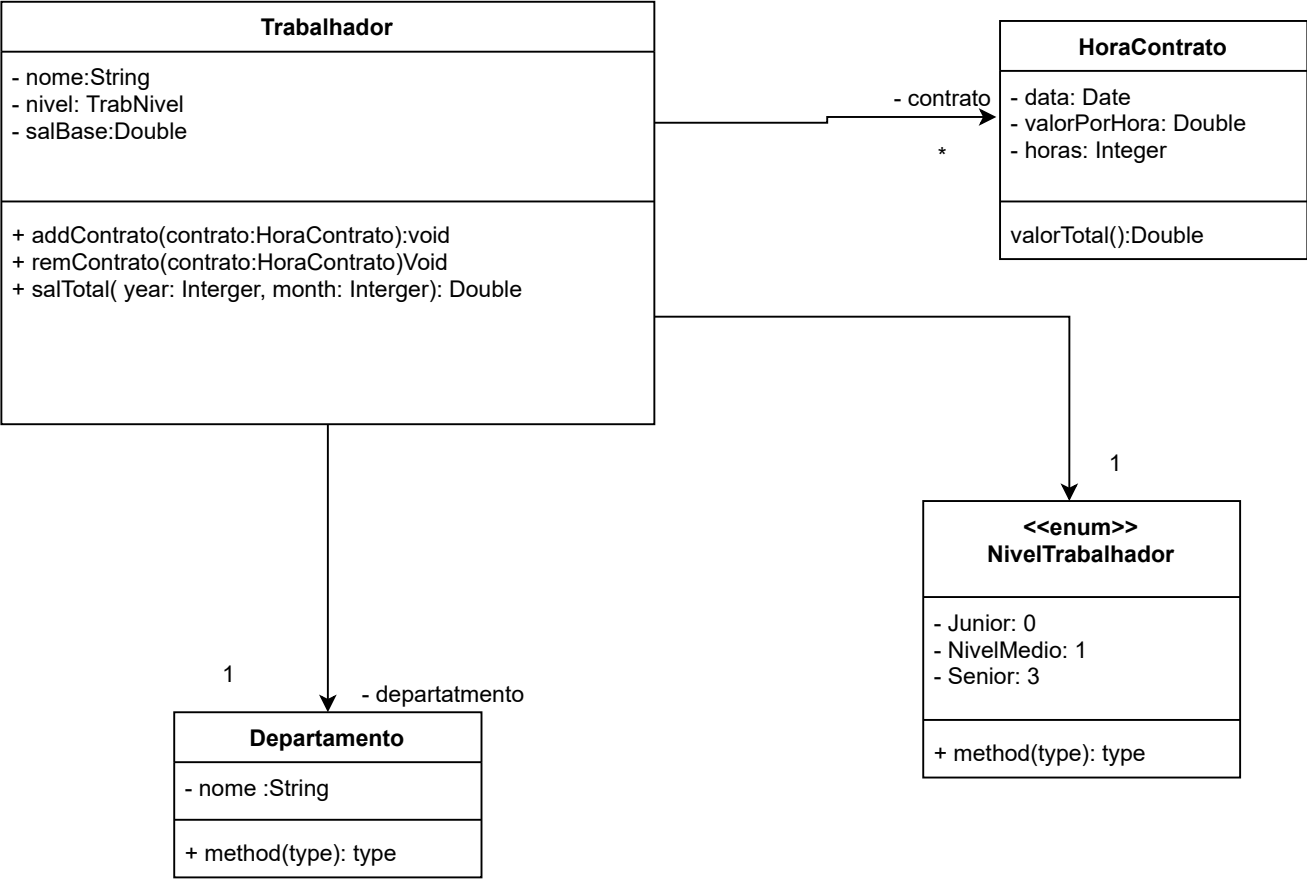 Trabalhador
- nome:String
- nivel: TrabNivel
- salBase:Double
+ addContrato(contrato:HoraContrato):void
+ remContrato(contrato:HoraContrato)Void
+ salTotal( year: Interger, month: Interger): Double
- contrato
*
HoraContrato
- data: Date
- valorPorHora: Double
- horas: Integer
valorTotal():Double
1
<<enum>>
NivelTrabalhador
- Junior: 0
- NivelMedio: 1
- Senior: 3
+ method(type): type
1
- departatmento
Departamento
- nome :String
+ method(type): type